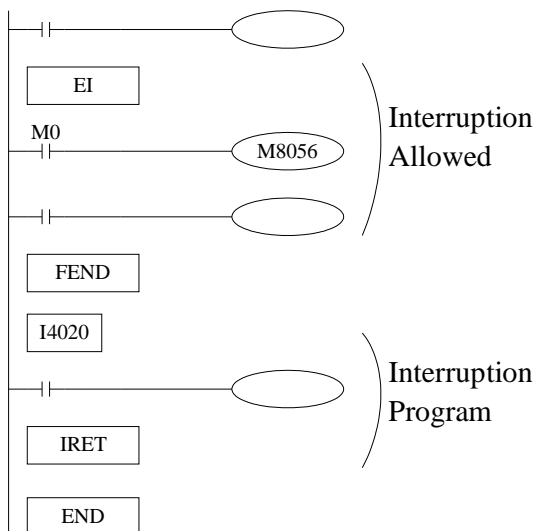 EI
M0
M8056
Interruption
Allowed
FEND
I4020
Interruption
Program
IRET
END